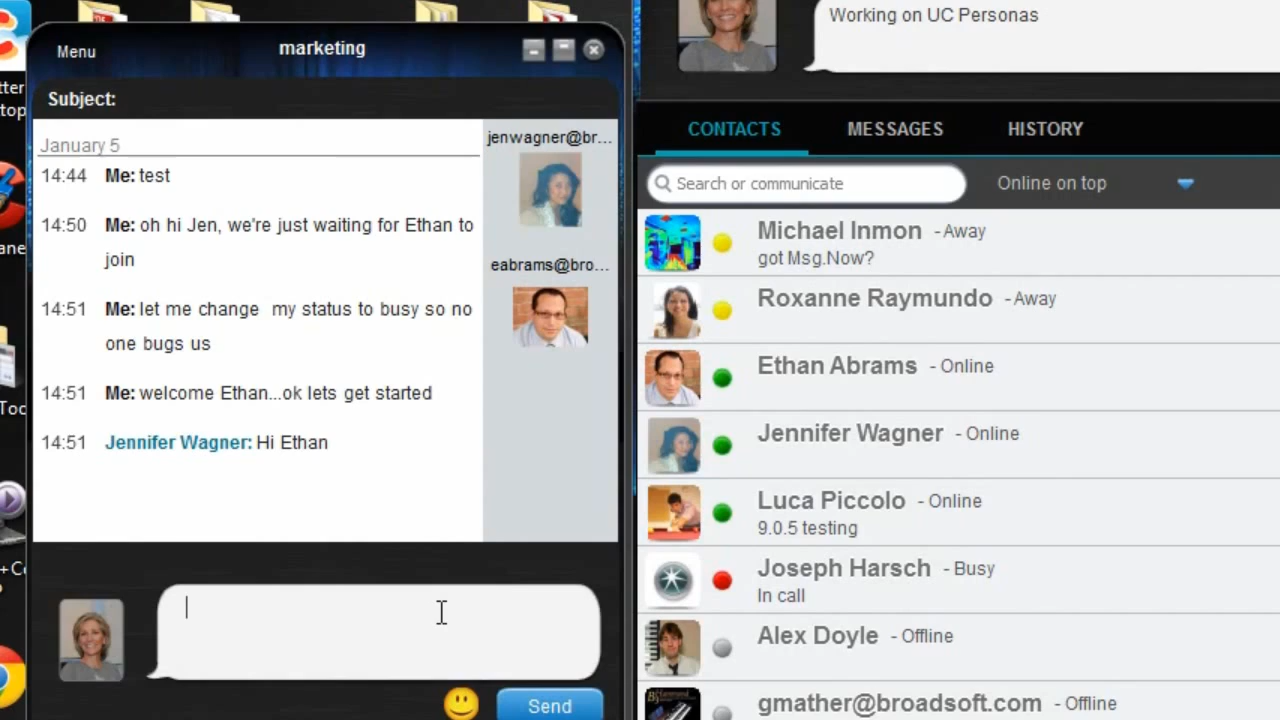 Menu
marketing
Subject:
January 5
14:44 Me: test
14:50 Me: oh hi Jen, we're just waiting for Ethan to
join
14:51 Me: let me change  my status to busy so no
one bugs us
14:51 Me: welcome Ethan...ok lets get started
14:51 Jennifer Wagner: Hi Ethan
jenwagner@br...
eabrams@bro...
Send
Working on UC Personas
CONTACTS MESSAGES HISTORY
Search or communicate
Online on top
Michael Inmon - Away
got Msg.Now?
Roxanne Raymundo - Away
Ethan Abrams - Online
Jennifer Wagner - Online
Luca Piccolo - Online
9.0.5 testing
Joseph Harsch - Busy
In call
Alex Doyle - Offline
gmather@broadsoft.com - Offline